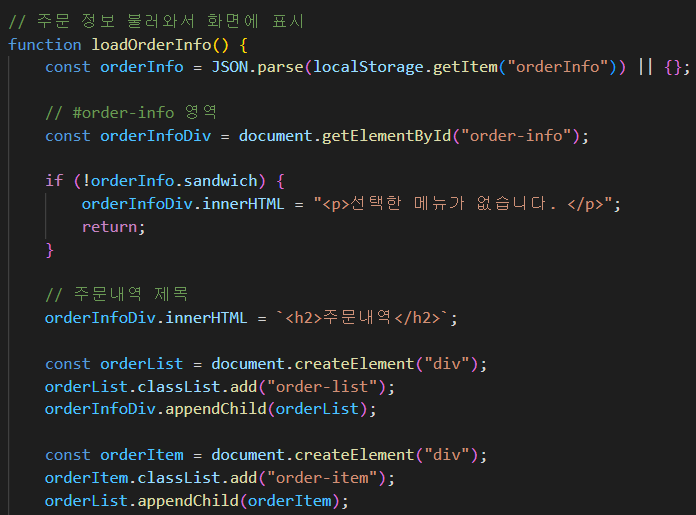 // 주문 정보 불러와서 화면에 표시
function loadOrderInfo() {
    const orderInfo = JSON.parse(localStorage.getItem("orderInfo")) || {};

    // #order-info 영역
    const orderInfoDiv = document.getElementById("order-info");

    if (!orderInfo.sandwich) {
        orderInfoDiv.innerHTML = "<p>선택한 메뉴가 없습니다. </p>";
        return;
    }

    // 주문내역 제목
    orderInfoDiv.innerHTML = `<h2>주문내역</h2>`;

    const orderList = document.createElement("div");
    orderList.classList.add("order-list");
    orderInfoDiv.appendChild(orderList);

    const orderItem = document.createElement("div");
    orderItem.classList.add("order-item");
    orderList.appendChild(orderItem);